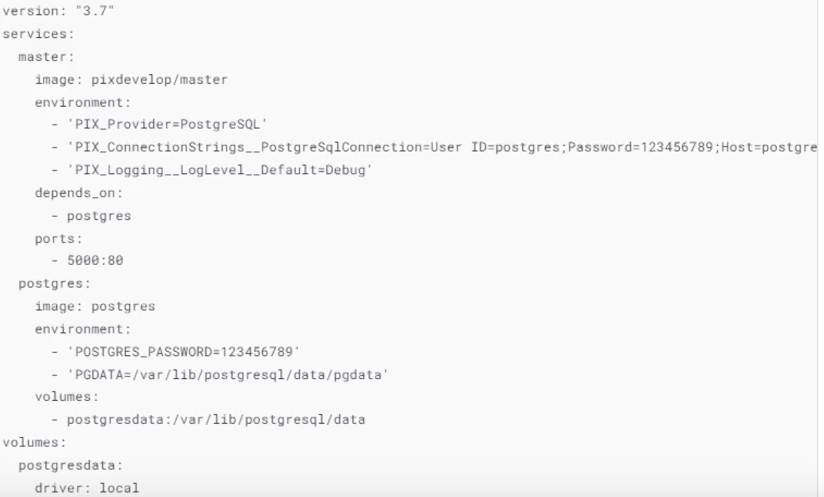 version: "3.7"
services:
  master:
    image: pixdevelop/master
    environment:
      - 'PIX_Provider=PostgreSQL'
      - 'PIX_ConnectionStrings__PostgreSqlConnection=User ID=postgres;Password=123456789;Host=postgre
      - 'PIX_Logging__LogLevel__Default=Debug'
    depends_on:
      - postgres
    ports:
      - 5000:80
  postgres:
    image: postgres
    environment:
      - 'POSTGRES_PASSWORD=123456789'
      - 'PGDATA=/var/lib/postgresql/data/pgdata'
    volumes:
      - postgresdata:/var/lib/postgresql/data
volumes:
  postgresdata:
    driver: local